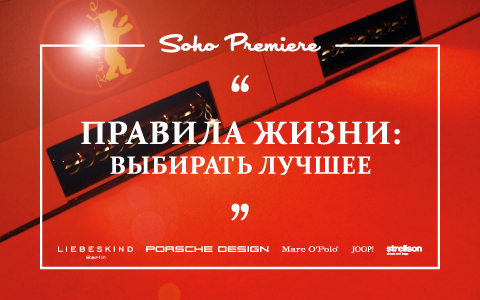 Soho Premiere
“
ПРАВИЛА ЖИЗНИ:
ВЫБИРАТЬ ЛУЧШЕЕ
”
LIEBESKIND PORSCHE DESIGN Marc O'Polo JOOP! strellson
Berlin